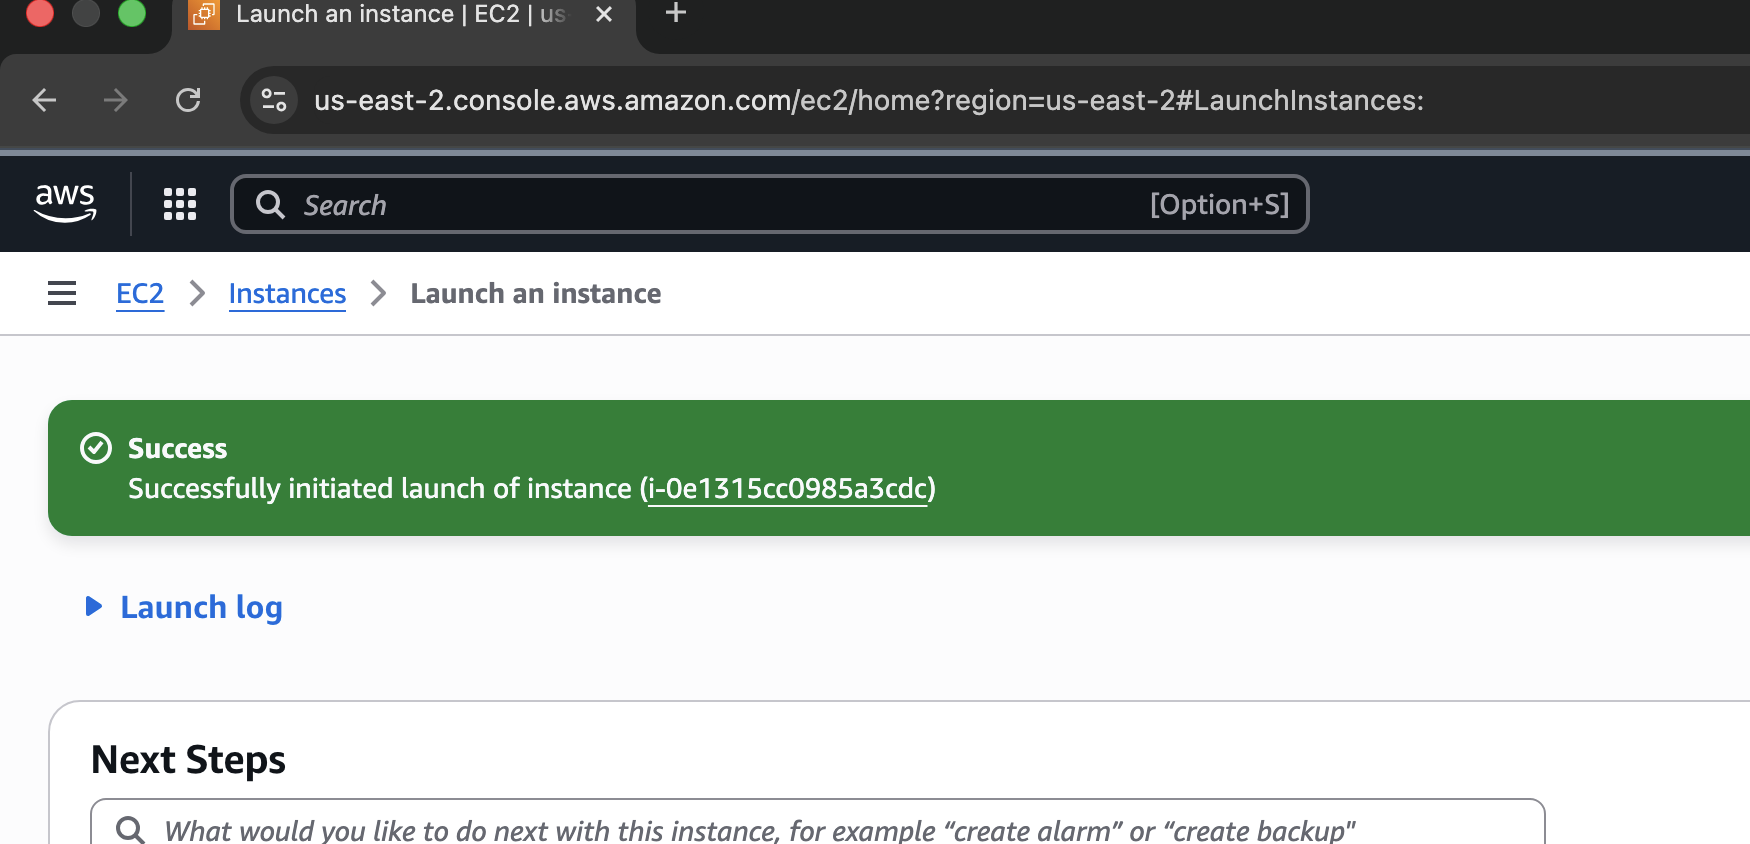 Launch an instance | EC2 | us-
us-east-2.console.aws.amazon.com/ec2/home?region=us-east-2#LaunchInstances:
aws
Search
[Option+S]
EC2 > Instances > Launch an instance
Success
Successfully initiated launch of instance (i-0e1315cc0985a3cdc)
Launch log
Next Steps
What would you like to do next with this instance, for example “create alarm” or “create backup"